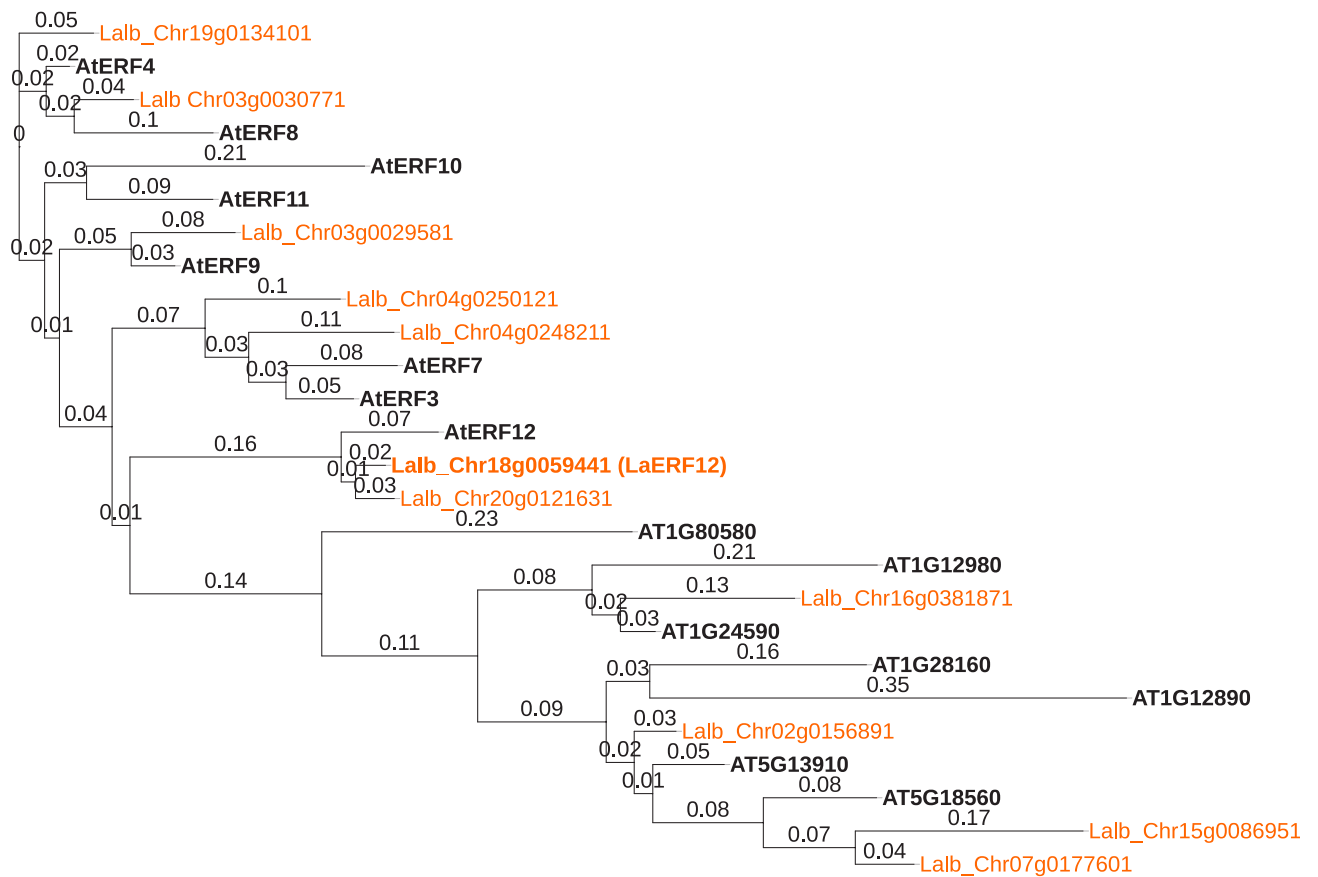 0.05
Lalb_Chr19g0134101
0.02
AtERF4
0.02
0.04
Lalb Chr03g0030771
0.02
0.1
AtERF8
0
0.21
AtERF10
0.03
0.09
AtERF11
0.08
Lalb_Chr03g0029581
0.05
0.02
0.03
AtERF9
0.1
Lalb_Chr04g0250121
0.07
0.01
0.11
Lalb_Chr04g0248211
0.03
0.08
AtERF7
0.03
0.05
AtERF3
0.04
0.07
AtERF12
0.16
0.02
Lalb_Chr18g0059441 (LaERF12)
0.01
0.03
Lalb_Chr20g0121631
0.01
0.23
AT1G80580
0.21
AT1G12980
0.14
0.08
0.13
Lalb_Chr16g0381871
0.02
0.03
AT1G24590
0.11
0.16
AT1G28160
0.03
0.35
AT1G12890
0.09
0.03
Lalb_Chr02g0156891
0.02
0.05
AT5G13910
0.01
0.08
AT5G18560
0.08
0.17
Lalb_Chr15g0086951
0.07
0.04
Lalb_Chr07g0177601